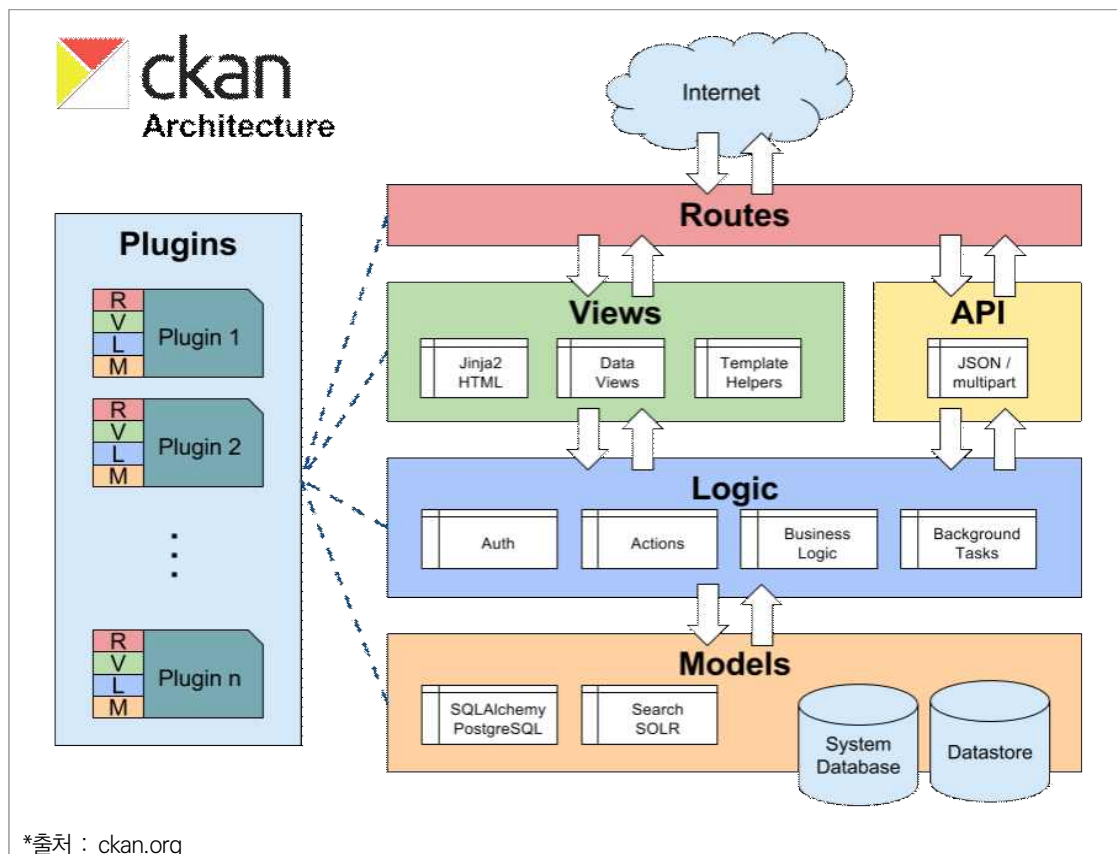 ckan
Architecture
Internet
Routes
Plugins
R
V
L
M
Plugin 1
R
V
L
M
Plugin 2
R
V
L
M
Plugin n
Views
Jinja2
HTML
Data
Views
Template
Helpers
API
JSON /
multipart
Logic
Auth
Actions
Business
Logic
Background
Tasks
Models
SQLAlchemy
PostgreSQL
Search
SOLR
System
Database
Datastore
*출처 : ckan.org